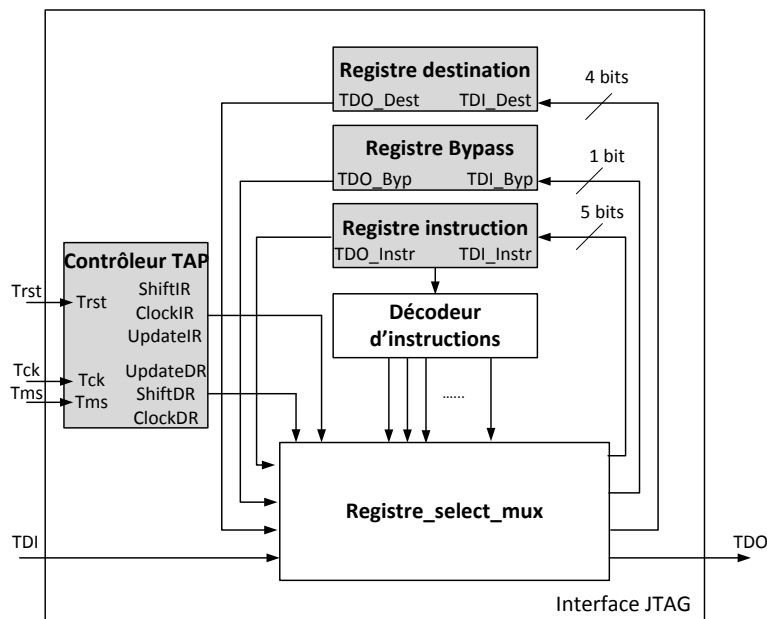 Registre destination
TDO_Dest TDI_Dest
4 bits
Registre Bypass
TDO_Byp TDI_Byp
1 bit
Registre instruction
TDO_Instr TDI_Instr
5 bits
Contrôleur TAP
Trst
Trst
ShiftIR
ClockIR
UpdateIR
Tck
Tck
Tms
Tms
UpdateDR
ShiftDR
ClockDR
Décodeur
d'instructions
......
Registre_select_mux
TDI
TDO
Interface JTAG